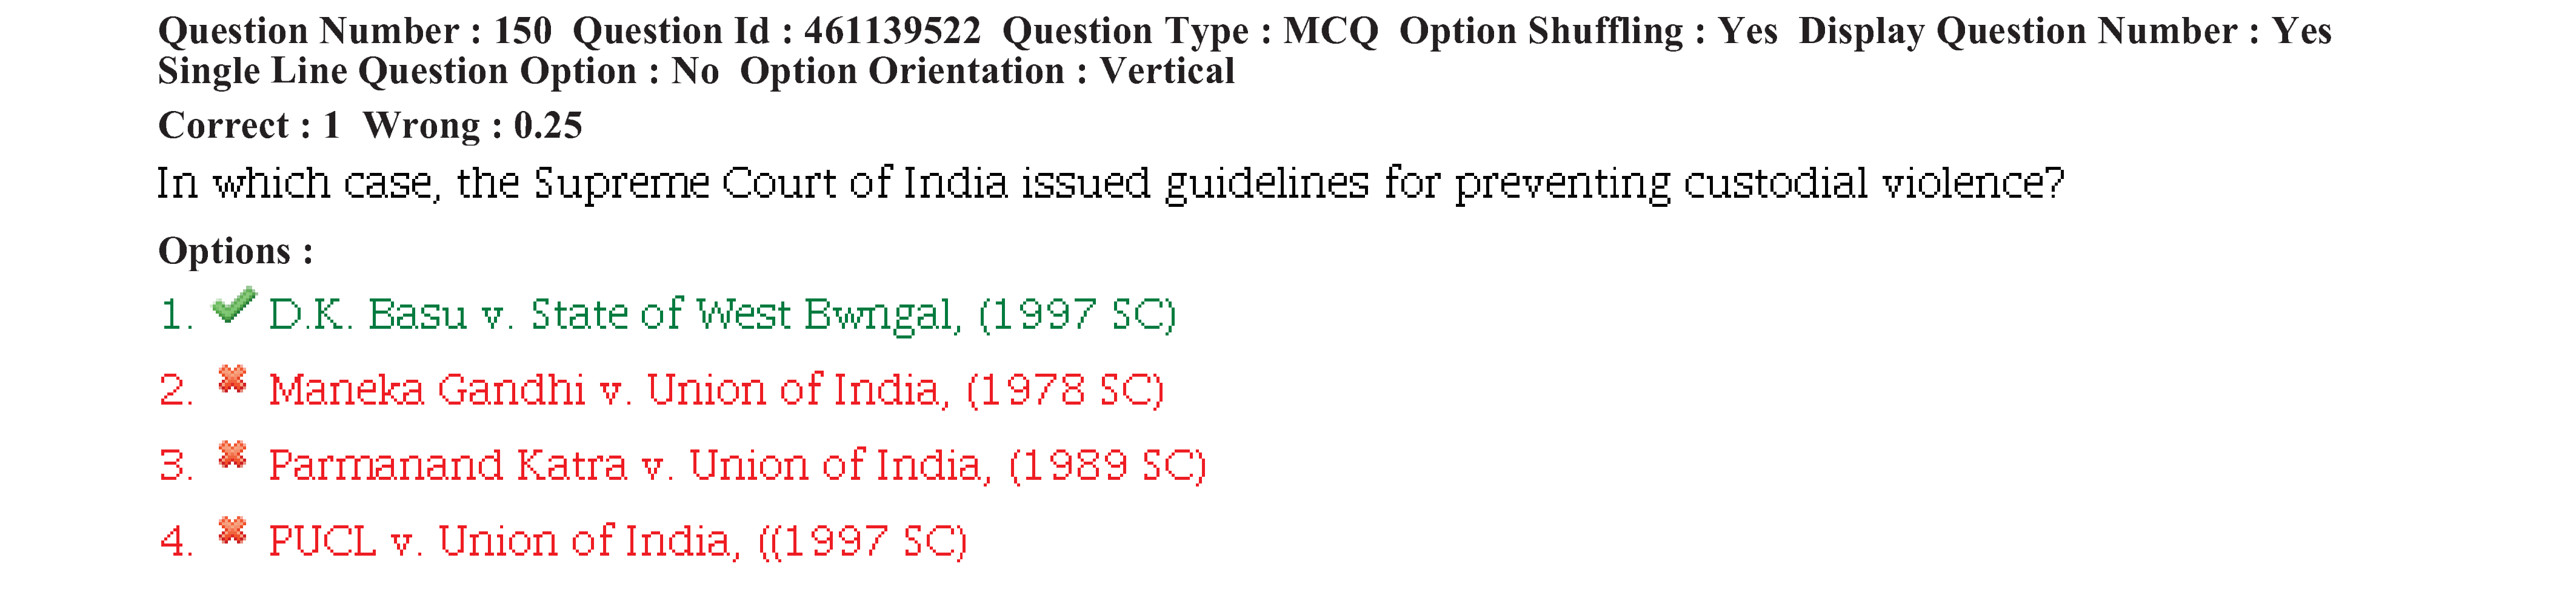 Question Number : 150 Question Id : 461139522 Question Type : MCQ Option Shuffling : Yes Display Question Number : Yes
Single Line Question Option : No Option Orientation : Vertical
Correct : 1 Wrong : 0.25
In which case, the Supreme Court of India issued guidelines for preventing custodial violence?
Options :
1. D.K. Basu v. State of West Bwngal, (1997 SC)
2. Maneka Gandhi v. Union of India, (1978 SC)
3. Parmanand Katra v. Union of India, (1989 SC)
4. PUCL v. Union of India, ((1997 SC)